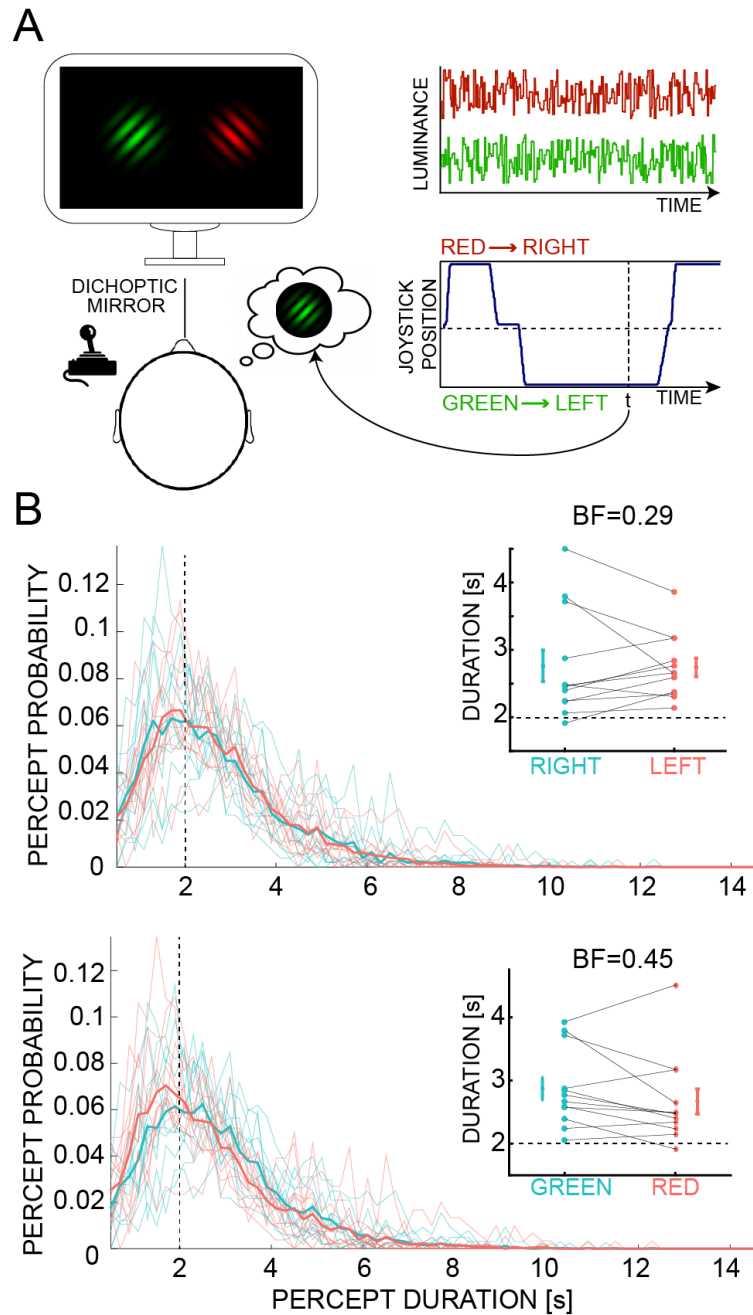 A
LUMINANCE
TIME
RED → RIGHT
DICHOPTIC
MIRROR
JOYSTICK
POSITION
GREEN → LEFT
t
TIME
B
PERCEPT PROBABILITY
0.12
0.1
0.08
0.06
0.04
0.02
0
2
4
6
8
10
12
14
BF=0.29
DURATION [s]
4
3
2
RIGHT
LEFT
PERCEPT PROBABILITY
0.12
0.1
0.08
0.06
0.04
0.02
0
2
4
6
8
10
12
14
PERCEPT DURATION [s]
BF=0.45
DURATION [s]
4
3
2
GREEN
RED